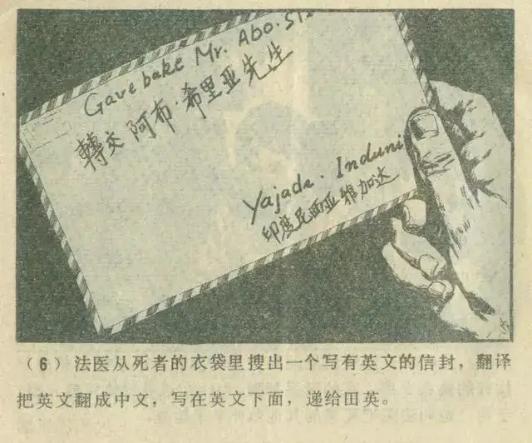 Gave bake Mr. Abo.
轉交 阿布·希里亚先生
Yajade. Induni
印度尼西亚 雅加达
（6）法医从死者的衣袋里搜出一个写有英文的信封，翻译
把英文翻成中文，写在英文下面，递给田英。